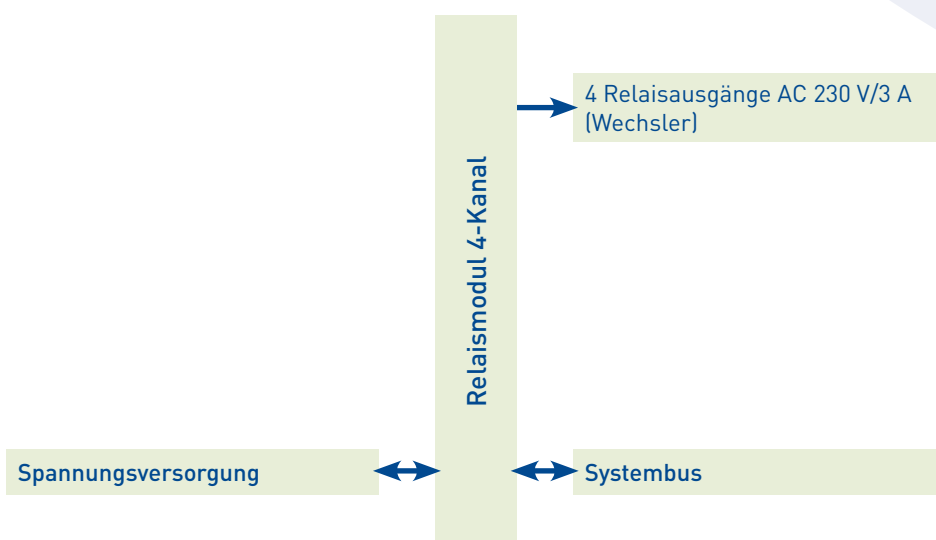 4 Relaisausgänge AC 230 V/3 A
(Wechsler)
Relaismodul 4-Kanal
Spannungsversorgung
Systembus